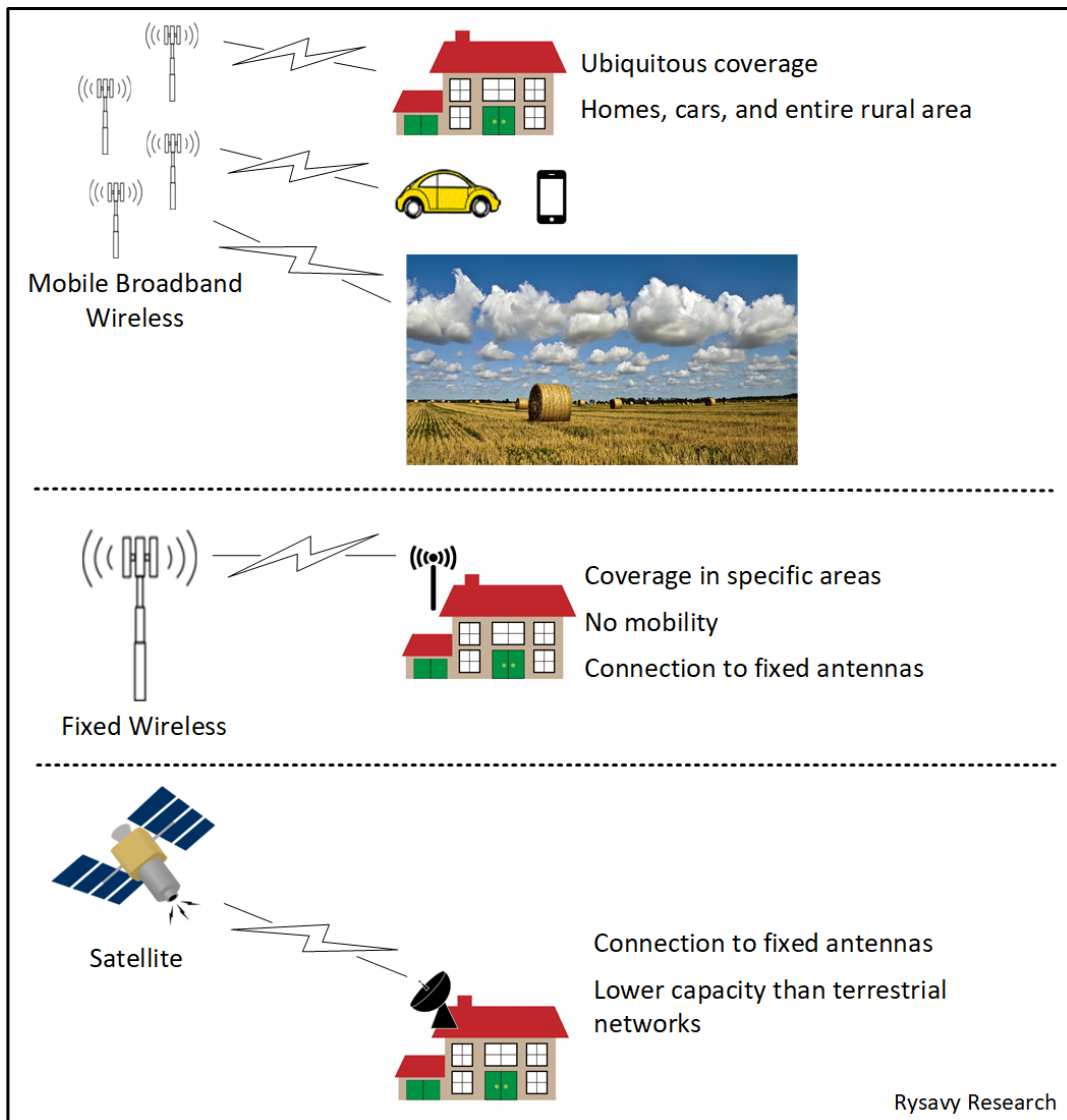 Ubiquitous coverage
Homes, cars, and entire rural area
Mobile Broadband
Wireless
Coverage in specific areas
No mobility
Connection to fixed antennas
Fixed Wireless
Satellite
Connection to fixed antennas
Lower capacity than terrestrial
networks
Rysavy Research